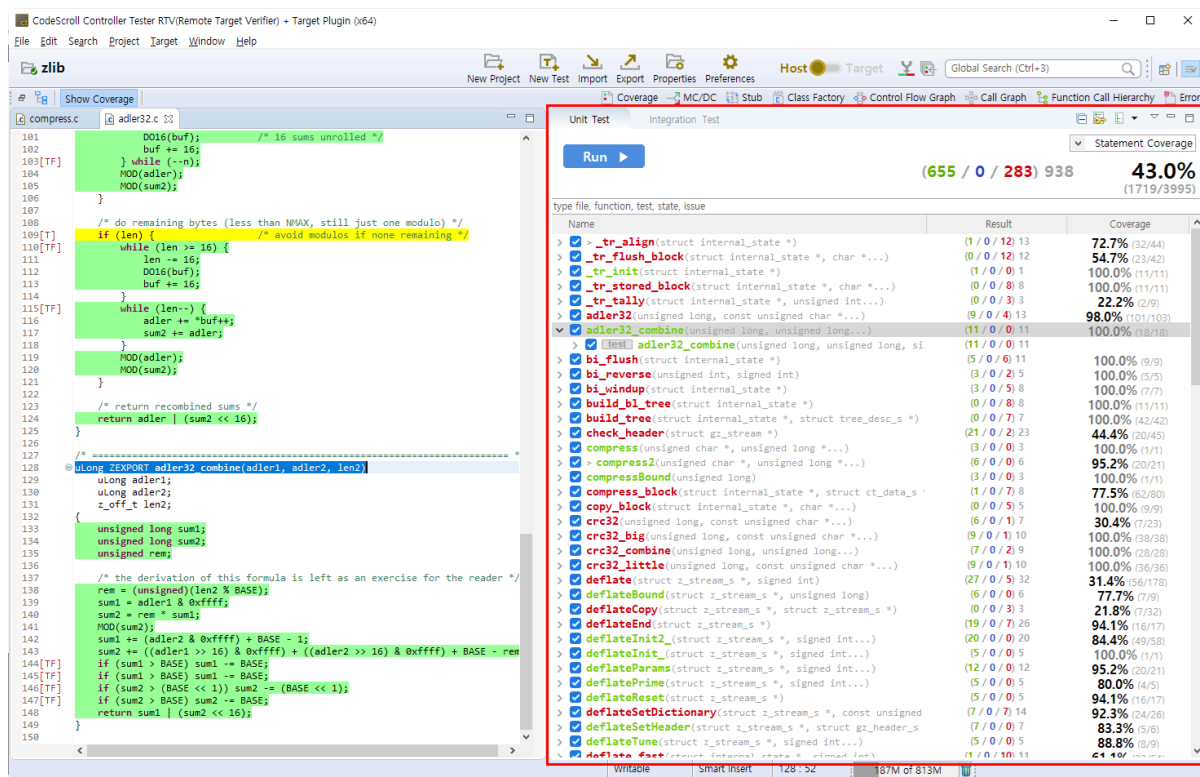 CodeScroll Controller Tester RTV(Remote Target Verifier) + Target Plugin (x64)
File Edit Search Project Target Window Help
zlib
New Project New Test Import Export Properties Preferences
Host Target
Global Search (Ctrl+3)
Show Coverage
Coverage MC/DC Stub Class Factory Control Flow Graph Call Graph Function Call Hierarchy Error
compress.c adler32.c
101 DO16(buf); /* 16 sums unrolled */
102 buf += 16;
103[TF] } while (--n);
104 MOD(adler);
105 MOD(sum2);
106 }
107
108 /* do remaining bytes (less than NMAX, still just one modulo) */
109[T] if (len) { /* avoid modulos if none remaining */
110[TF] while (len >= 16) {
111 len -= 16;
112 DO16(buf);
113 buf += 16;
114 }
115[TF] while (len--) {
116 adler += *buf++;
117 sum2 += adler;
118 }
119 MOD(adler);
120 MOD(sum2);
121 }
122
123 /* return recombined sums */
124 return adler | (sum2 << 16);
125 }
126
127 /* ========================================================================= *
128 uLong ZEXPORT adler32_combine(adler1, adler2, len2)
129 uLong adler1;
130 uLong adler2;
131 z_off_t len2;
132 {
133 unsigned long sum1;
134 unsigned long sum2;
135 unsigned rem;
136
137 /* the derivation of this formula is left as an exercise for the reader */
138 rem = (unsigned)(len2 % BASE);
139 sum1 = adler1 & 0xffff;
140 sum2 = rem * sum1;
141 MOD(sum2);
142 sum1 += (adler2 & 0xffff) + BASE - 1;
143 sum2 += ((adler1 >> 16) & 0xffff) + ((adler2 >> 16) & 0xffff) + BASE - rem
144[TF] if (sum1 > BASE) sum1 -= BASE;
145[TF] if (sum1 > BASE) sum1 -= BASE;
146[TF] if (sum2 > (BASE << 1)) sum2 -= (BASE << 1);
147[TF] if (sum2 > BASE) sum2 -= BASE;
148 return sum1 | (sum2 << 16);
149 }
150
Unit Test Integration Test
Run
Statement Coverage
(655 / 0 / 283) 938
43.0%
(1719/3995)
type file, function, test, state, issue
Name Result Coverage
> _tr_align(struct internal_state *) (1 / 0 / 12) 13 72.7% (32/44)
_tr_flush_block(struct internal_state *, char *...) (0 / 0 / 12) 12 54.7% (23/42)
_tr_init(struct internal_state *) (1 / 0 / 0) 1 100.0% (11/11)
_tr_stored_block(struct internal_state *, char *...) (0 / 0 / 8) 8 100.0% (11/11)
_tr_tally(struct internal_state *, unsigned int...) (0 / 0 / 3) 3 22.2% (2/9)
adler32(unsigned long, const unsigned char *...) (9 / 0 / 4) 13 98.0% (101/103)
adler32_combine(unsigned long, unsigned long...) (11 / 0 / 0) 11 100.0% (18/18)
test adler32_combine(unsigned long, unsigned long, si (11 / 0 / 0) 11
bi_flush(struct internal_state *) (5 / 0 / 6) 11 100.0% (9/9)
bi_reverse(unsigned int, signed int) (3 / 0 / 2) 5 100.0% (5/5)
bi_windup(struct internal_state *) (3 / 0 / 5) 8 100.0% (7/7)
build_bl_tree(struct internal_state *) (0 / 0 / 8) 8 100.0% (11/11)
build_tree(struct internal_state *, struct tree_desc_s *) (0 / 0 / 7) 7 100.0% (42/42)
check_header(struct gz_stream *) (21 / 0 / 2) 23 44.4% (20/45)
compress(unsigned char *, unsigned long *...) (3 / 0 / 0) 3 100.0% (1/1)
> compress2(unsigned char *, unsigned long *...) (6 / 0 / 0) 6 95.2% (20/21)
compressBound(unsigned long) (3 / 0 / 0) 3 100.0% (1/1)
compress_block(struct internal_state *, struct ct_data_s (1 / 0 / 7) 8 77.5% (62/80)
copy_block(struct internal_state *, char *...) (0 / 0 / 5) 5 100.0% (9/9)
crc32(unsigned long, const unsigned char *...) (6 / 0 / 1) 7 30.4% (7/23)
crc32_big(unsigned long, const unsigned char *...) (9 / 0 / 1) 10 100.0% (38/38)
crc32_combine(unsigned long, unsigned long...) (7 / 0 / 2) 9 100.0% (28/28)
crc32_little(unsigned long, const unsigned char *...) (9 / 0 / 1) 10 100.0% (36/36)
deflate(struct z_stream_s *, signed int) (27 / 0 / 5) 32 31.4% (56/178)
deflateBound(struct z_stream_s *, unsigned long) (6 / 0 / 0) 6 77.7% (7/9)
deflateCopy(struct z_stream_s *, struct z_stream_s *) (0 / 0 / 3) 3 21.8% (7/32)
deflateEnd(struct z_stream_s *) (19 / 0 / 7) 26 94.1% (16/17)
deflateInit2_(struct z_stream_s *, signed int...) (20 / 0 / 0) 20 84.4% (49/58)
deflateInit_(struct z_stream_s *, signed int...) (5 / 0 / 0) 5 100.0% (1/1)
deflateParams(struct z_stream_s *, signed int...) (12 / 0 / 0) 12 95.2% (20/21)
deflatePrime(struct z_stream_s *, signed int...) (5 / 0 / 0) 5 80.0% (4/5)
deflateReset(struct z_stream_s *) (5 / 0 / 0) 5 94.1% (16/17)
deflateSetDictionary(struct z_stream_s *, const unsigned (7 / 0 / 7) 14 92.3% (24/26)
deflateSetHeader(struct z_stream_s *, struct gz_header_s (7 / 0 / 0) 7 83.3% (5/6)
deflateTune(struct z_stream_s *, signed int...) (5 / 0 / 0) 5 88.8% (8/9)
deflate_fast(struct internal_state *, signed int) (1 / 0 / 10) 11 61.1%
Writable Smart Insert 128 : 52 187M of 813M